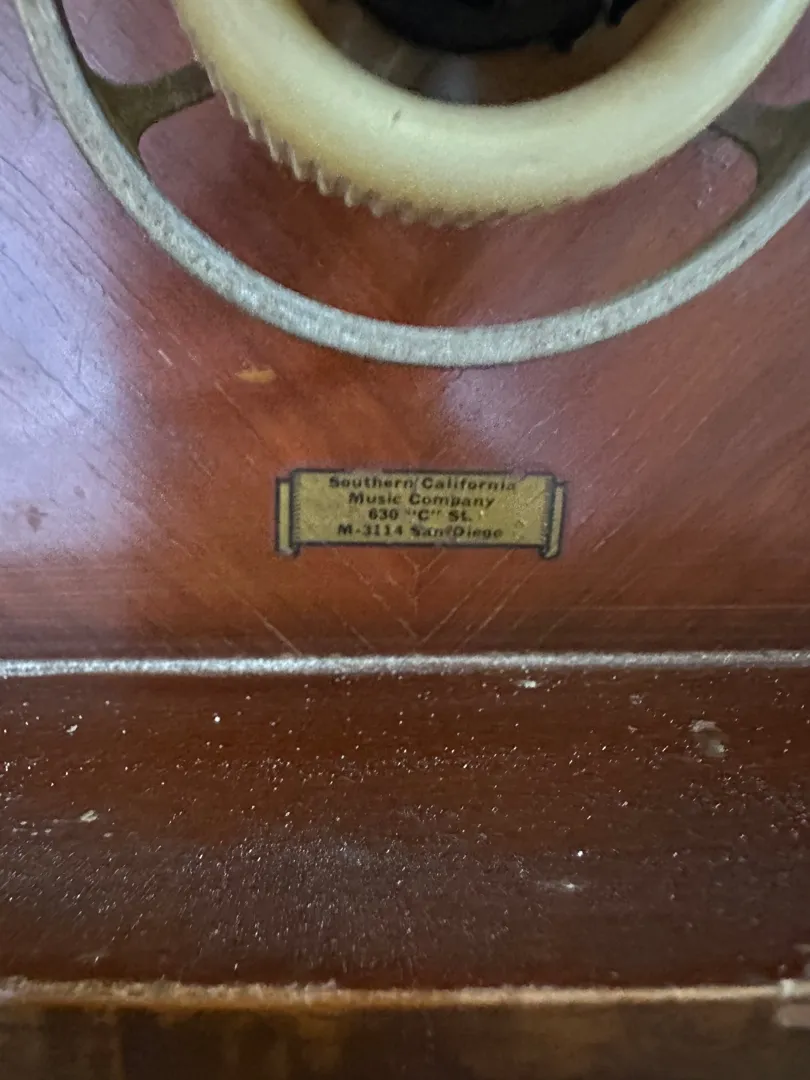 Southern California
Music Company
630 "C" St.
M-3114 San Diego